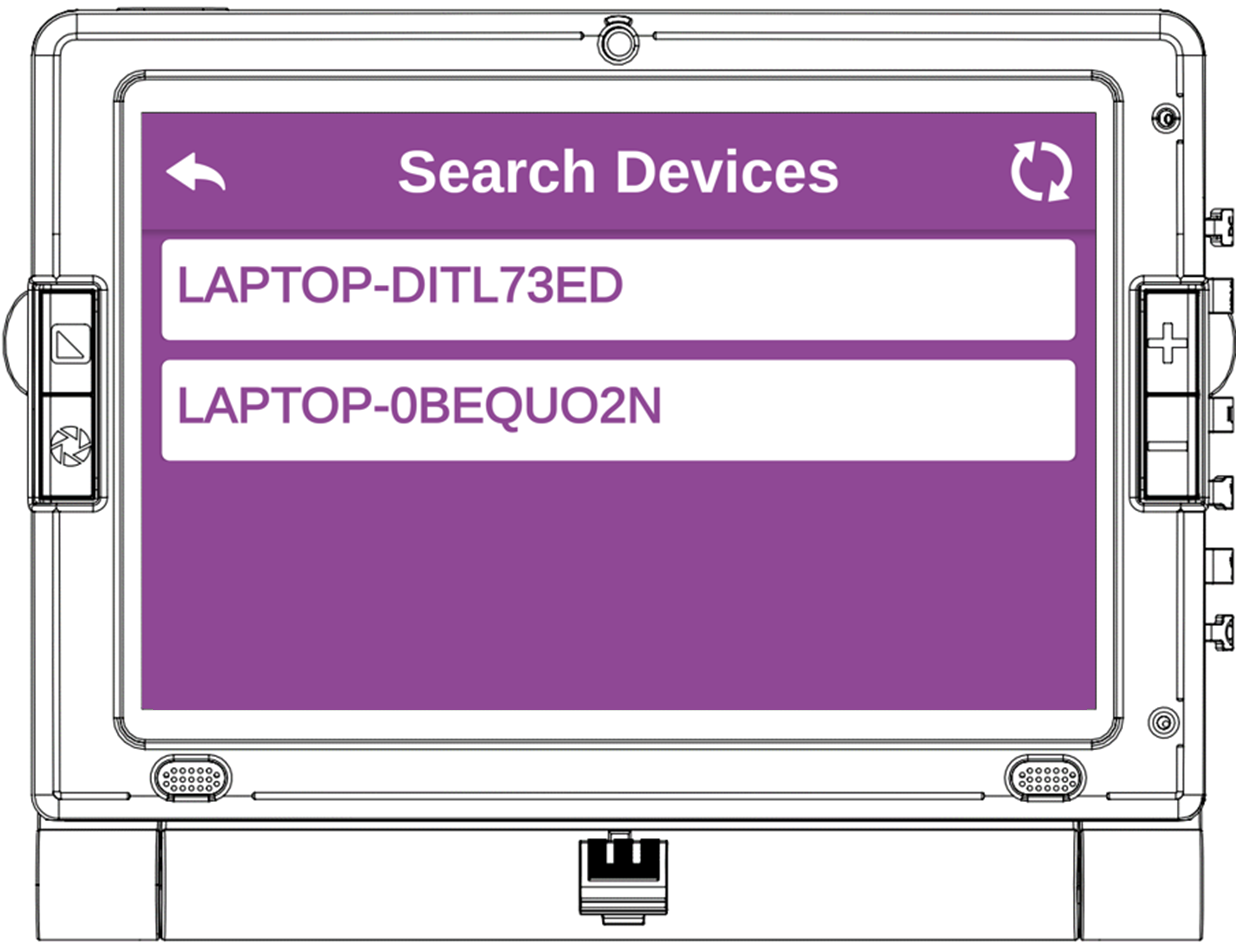 Search Devices
LAPTOP-DITL73ED
LAPTOP-0BEQUO2N